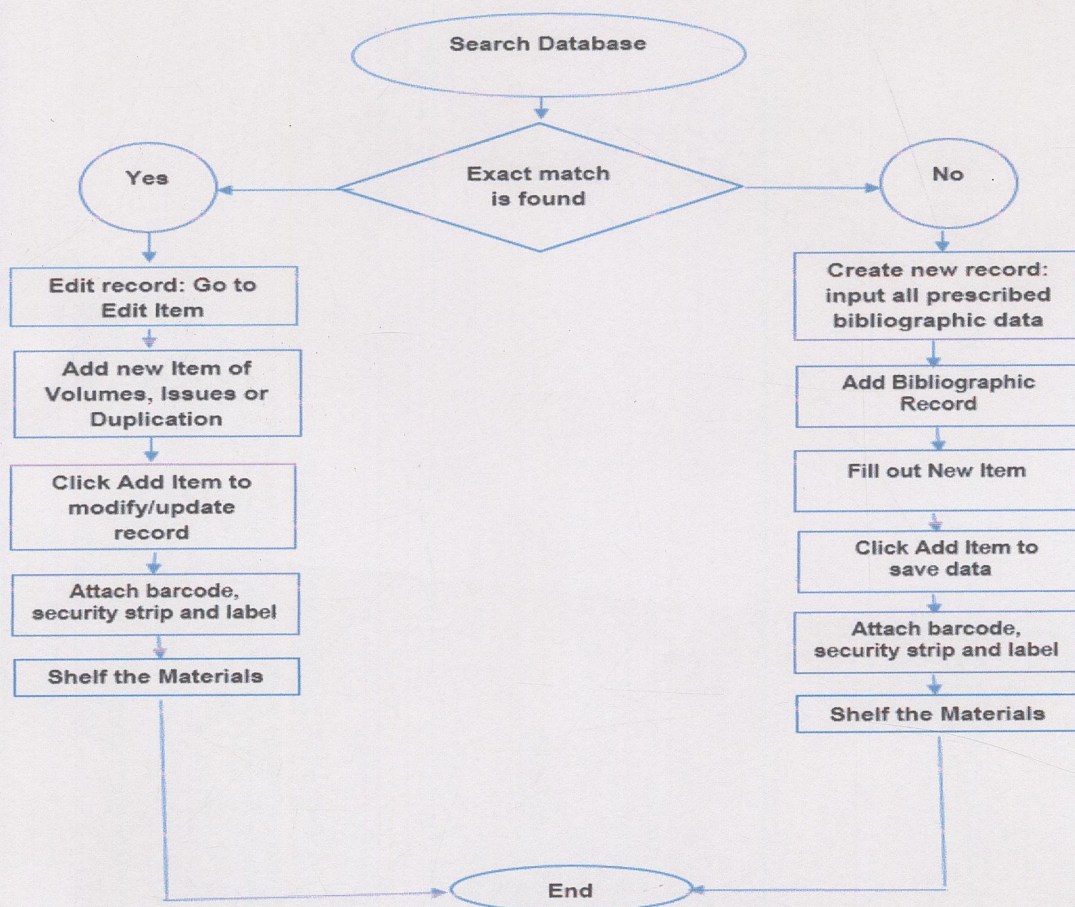 Search Database
Exact match
is found
Yes
Edit record: Go to
Edit Item
Add new Item of
Volumes, Issues or
Duplication
Click Add Item to
modify/update
record
Attach barcode,
security strip and label
Shelf the Materials
No
Create new record:
input all prescribed
bibliographic data
Add Bibliographic
Record
Fill out New Item
Click Add Item to
save data
Attach barcode,
security strip and label
Shelf the Materials
End